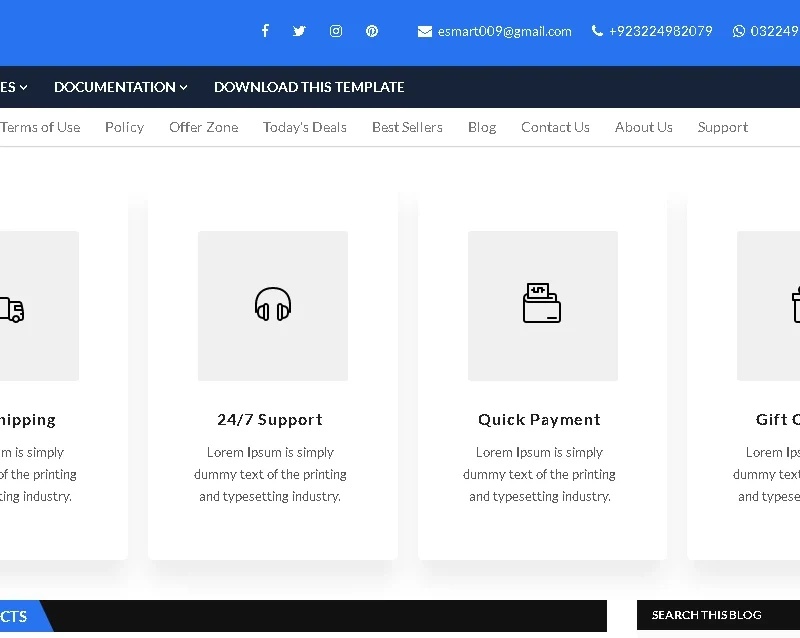 esmart009@gmail.com +923224982079 032249
ES DOCUMENTATION DOWNLOAD THIS TEMPLATE
Terms of Use Policy Offer Zone Today's Deals Best Sellers Blog Contact Us About Us Support
hipping
m is simply
of the printing
ting industry.
24/7 Support
Lorem Ipsum is simply
dummy text of the printing
and typesetting industry.
Quick Payment
Lorem Ipsum is simply
dummy text of the printing
and typesetting industry.
Gift C
Lorem Ips
dummy text
and typese
CTS
SEARCH THIS BLOG